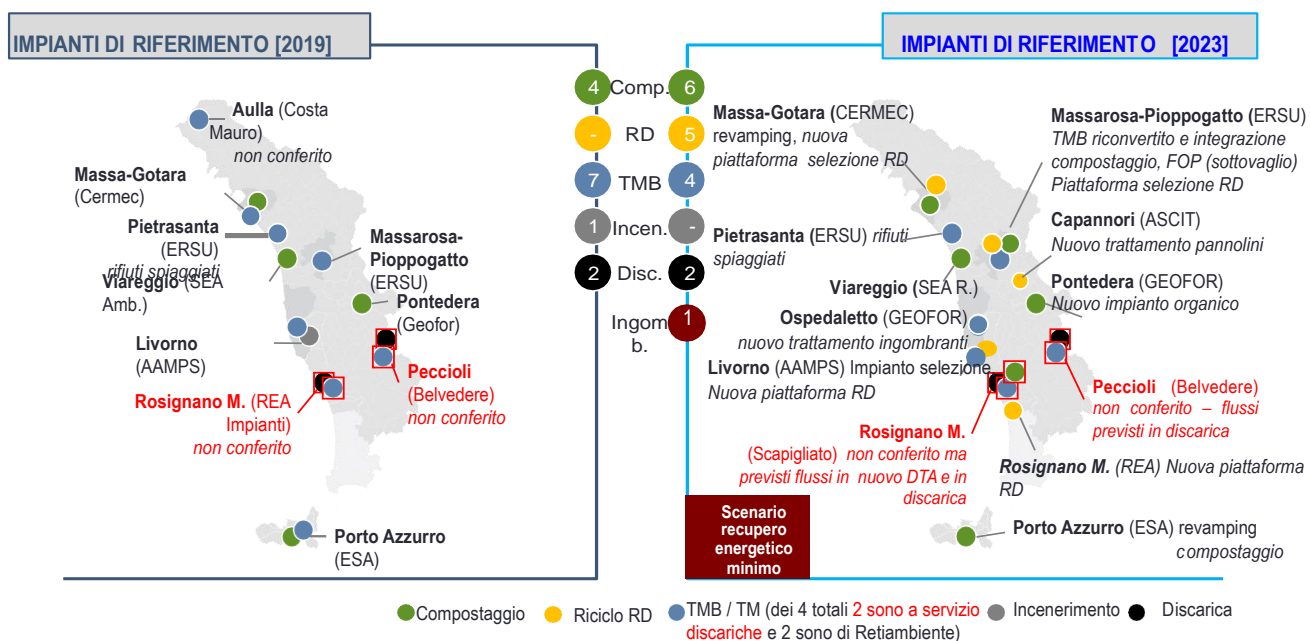 IMPIANTI DI RIFERIMENTO [2019]
Aulla (Costa
Mauro)
non conferito
Massa-Gotara
(Cermec)
Pietrasanta
(ERSU)
rifiuti spiaggiati
Viareggio (SEA
Amb.)
Massarosa-
Pioppogatto
(ERSU)
Pontedera
(Geofor)
Livorno
(AAMPS)
Peccioli
(Belvedere)
non conferito
Rosignano M. (REA
Impianti)
non conferito
Porto Azzurro
(ESA)
4 Comp. 6
- RD 5
7 TMB 4
1 Incen. -
2 Disc. 2
Ingom
b. 1
IMPIANTI DI RIFERIMENTO [2023]
Massa-Gotara (CERMEC)
revamping, nuova
piattaforma selezione RD
Massarosa-Pioppogatto (ERSU)
TMB riconvertito e integrazione
compostaggio, FOP (sottovaglio)
Piattaforma selezione RD
Capannori (ASCIT)
Nuovo trattamento pannolini
Pietrasanta (ERSU) rifiuti
spiaggiati
Viareggio (SEA R.)
Pontedera (GEOFOR)
Nuovo impianto organico
Ospedaletto (GEOFOR)
nuovo trattamento ingombranti
Livorno (AAMPS) Impianto selezione
Nuova piattaforma RD
Peccioli (Belvedere)
non conferito – flussi
previsti in discarica
Rosignano M.
(Scapigliato) non conferito ma
previsti flussi in nuovo DTA e in
discarica
Rosignano M. (REA) Nuova piattaforma
RD
Scenario
recupero
energetico
minimo
Porto Azzurro (ESA) revamping
compostaggio
Compostaggio
Riciclo RD
TMB / TM (dei 4 totali 2 sono a servizio
discariche e 2 sono di Retiambiente)
Incenerimento
Discarica